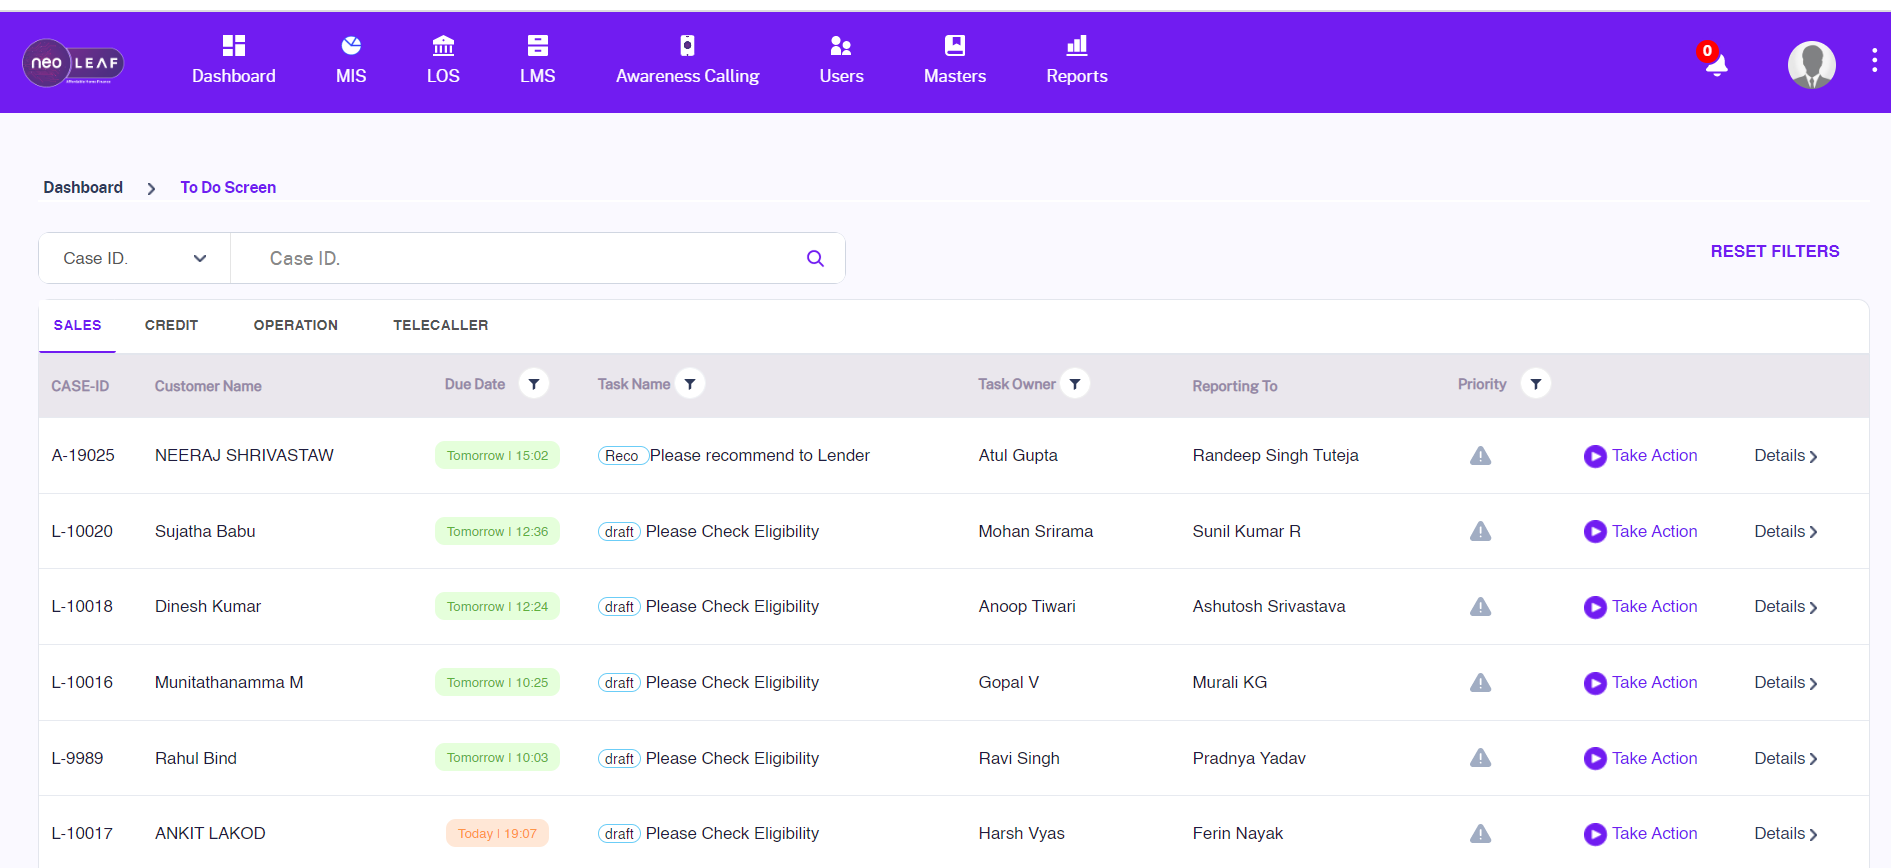 neo LEAF
Affordable Home Finance
Dashboard MIS LOS LMS Awareness Calling Users Masters Reports 0
Dashboard To Do Screen
Case ID. Case ID. RESET FILTERS
SALES CREDIT OPERATION TELECALLER
CASE-ID Customer Name Due Date Task Name Task Owner Reporting To Priority
A-19025 NEERAJ SHRIVASTAW Tomorrow | 15:02 Reco Please recommend to Lender Atul Gupta Randeep Singh Tuteja Take Action Details
L-10020 Sujatha Babu Tomorrow | 12:36 draft Please Check Eligibility Mohan Srirama Sunil Kumar R Take Action Details
L-10018 Dinesh Kumar Tomorrow | 12:24 draft Please Check Eligibility Anoop Tiwari Ashutosh Srivastava Take Action Details
L-10016 Munitathanamma M Tomorrow | 10:25 draft Please Check Eligibility Gopal V Murali KG Take Action Details
L-9989 Rahul Bind Tomorrow | 10:03 draft Please Check Eligibility Ravi Singh Pradnya Yadav Take Action Details
L-10017 ANKIT LAKOD Today | 19:07 draft Please Check Eligibility Harsh Vyas Ferin Nayak Take Action Details